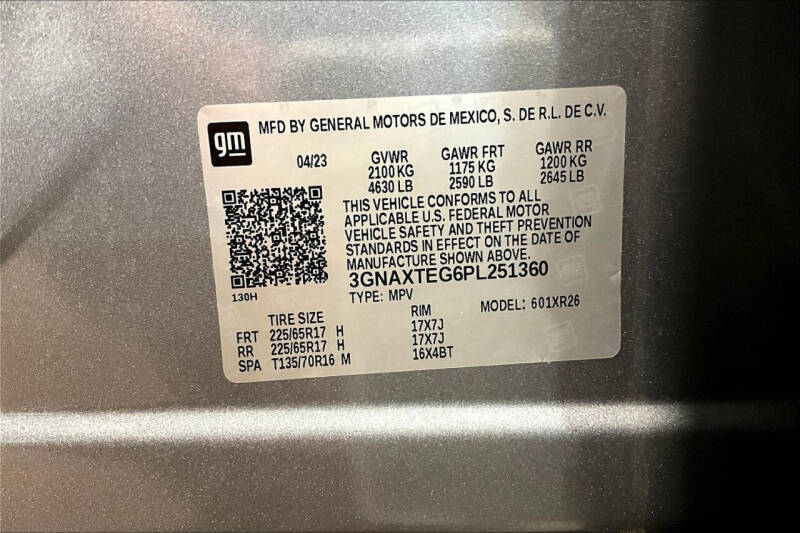 gm
MFD BY GENERAL MOTORS DE MEXICO, S. DE R.L. DE C.V.
04/23 GVWR GAWR FRT GAWR RR
2100 KG 1175 KG 1200 KG
4630 LB 2590 LB 2645 LB
THIS VEHICLE CONFORMS TO ALL
APPLICABLE U.S. FEDERAL MOTOR
VEHICLE SAFETY AND THEFT PREVENTION
STANDARDS IN EFFECT ON THE DATE OF
MANUFACTURE SHOWN ABOVE.
3GNAXTEG6PL251360
130H
TYPE: MPV
MODEL: 601XR26
TIRE SIZE RIM
FRT 225/65R17 H 17X7J
RR 225/65R17 H 17X7J
SPA T135/70R16 M 16X4BT